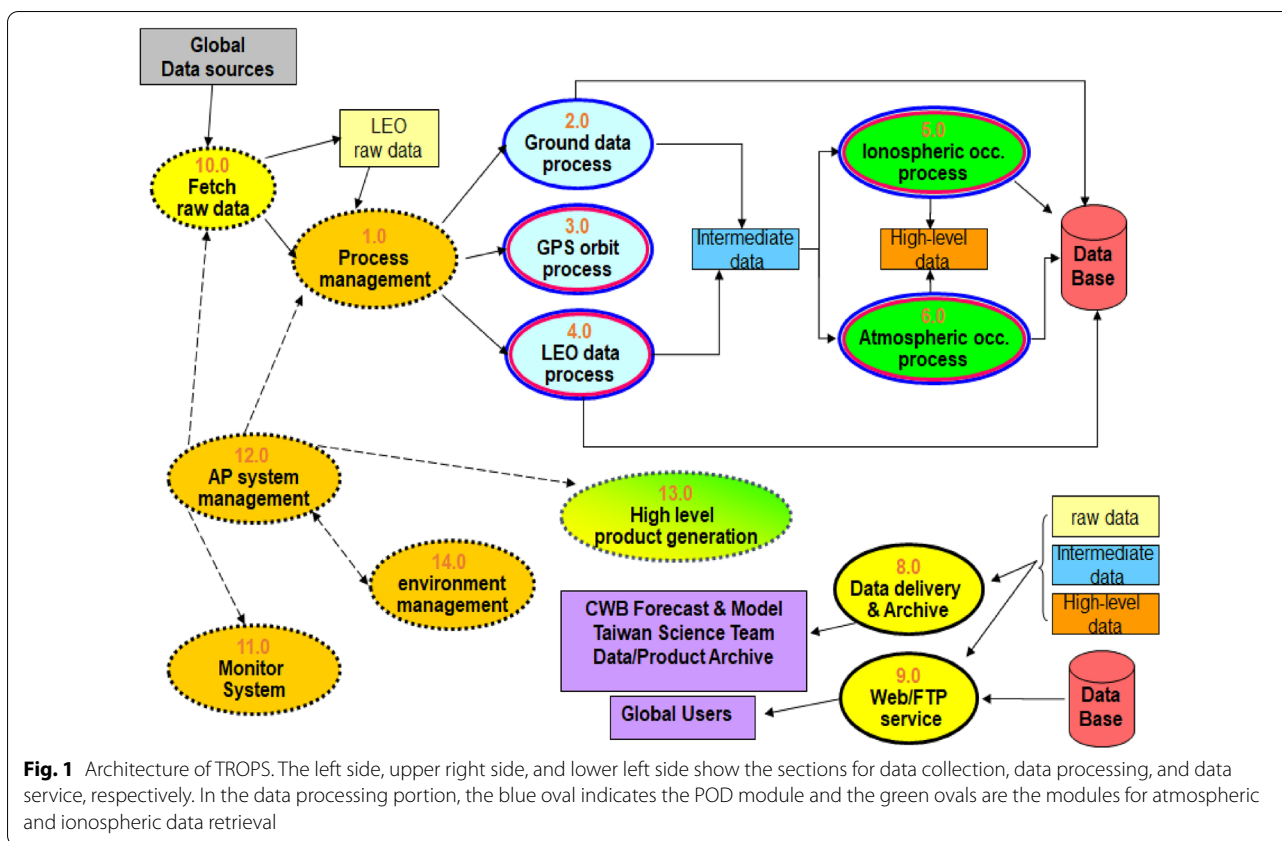 Global
Data sources
LEO
raw data
10.0
Fetch
raw data
1.0
Process
management
2.0
Ground data
process
3.0
GPS orbit
process
4.0
LEO data
process
Intermediate
data
5.0
Ionospheric occ.
process
High-level
data
6.0
Atmospheric occ.
process
Data
Base
12.0
AP system
management
13.0
High level
product generation
14.0
environment
management
11.0
Monitor
System
raw data
Intermediate
data
High-level
data
8.0
Data delivery
& Archive
CWB Forecast & Model
Taiwan Science Team
Data/Product Archive
9.0
Web/FTP
service
Global Users
Data
Base
Fig. 1 Architecture of TROPS. The left side, upper right side, and lower left side show the sections for data collection, data processing, and data
service, respectively. In the data processing portion, the blue oval indicates the POD module and the green ovals are the modules for atmospheric
and ionospheric data retrieval